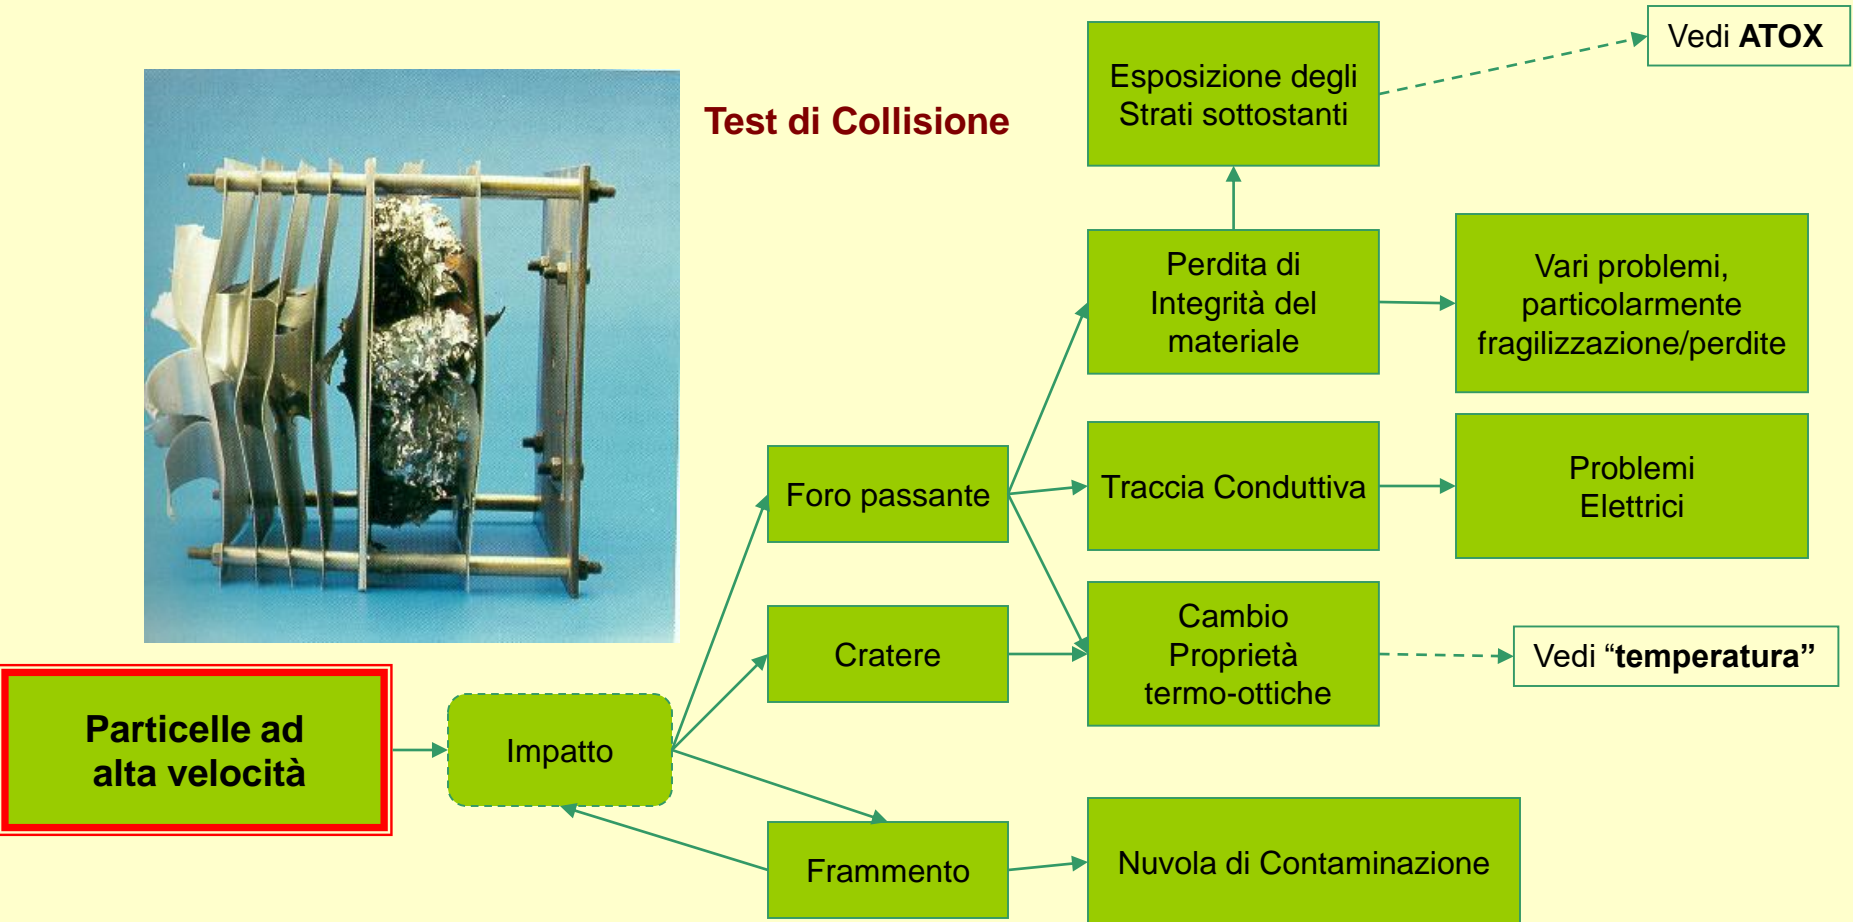 Vedi ATOX
Esposizione degli
Strati sottostanti
Test di Collisione
Perdita di
Integrità del
materiale
Vari problemi,
particolarmente
fragilizzazione/perdite
Foro passante
Traccia Conduttiva
Problemi
Elettrici
Cratere
Cambio
Proprietà
termo-ottiche
Vedi “temperatura”
Particelle ad
alta velocità
Impatto
Frammento
Nuvola di Contaminazione